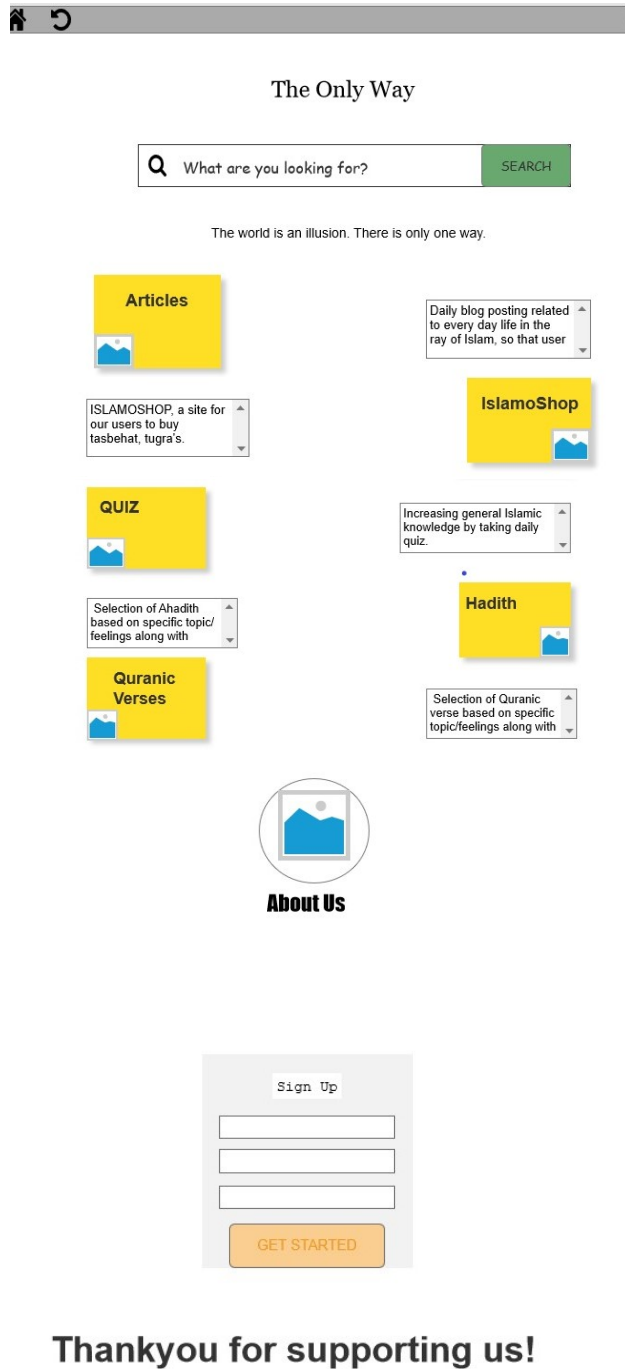 The Only Way
What are you looking for?
SEARCH
The world is an illusion. There is only one way.
Articles
Daily blog posting related
to every day life in the
ray of Islam, so that user
ISLAMOSHOP, a site for
our users to buy
tasbehat, tugra's.
IslamoShop
QUIZ
Increasing general Islamic
knowledge by taking daily
quiz.
Selection of Ahadith
based on specific topic/
feelings along with
Hadith
Quranic
Verses
Selection of Quranic
verse based on specific
topic/feelings along with
About Us
Sign Up
GET STARTED
Thankyou for supporting us!